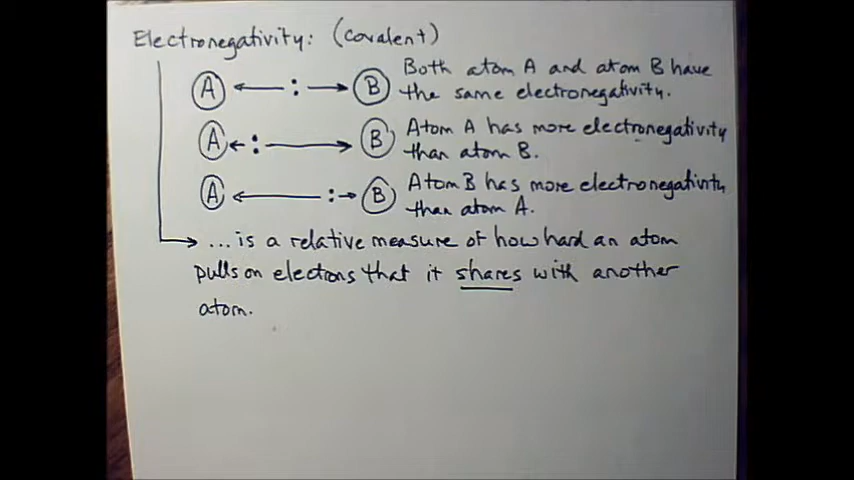 Electronegativity: (covalent)
A : B Both atom A and atom B have
the same electronegativity.
A : B Atom A has more electronegativity
than atom B.
A : B Atom B has more electronegativity
than atom A.
... is a relative measure of how hard an atom
pulls on electons that it shares with another
atom.